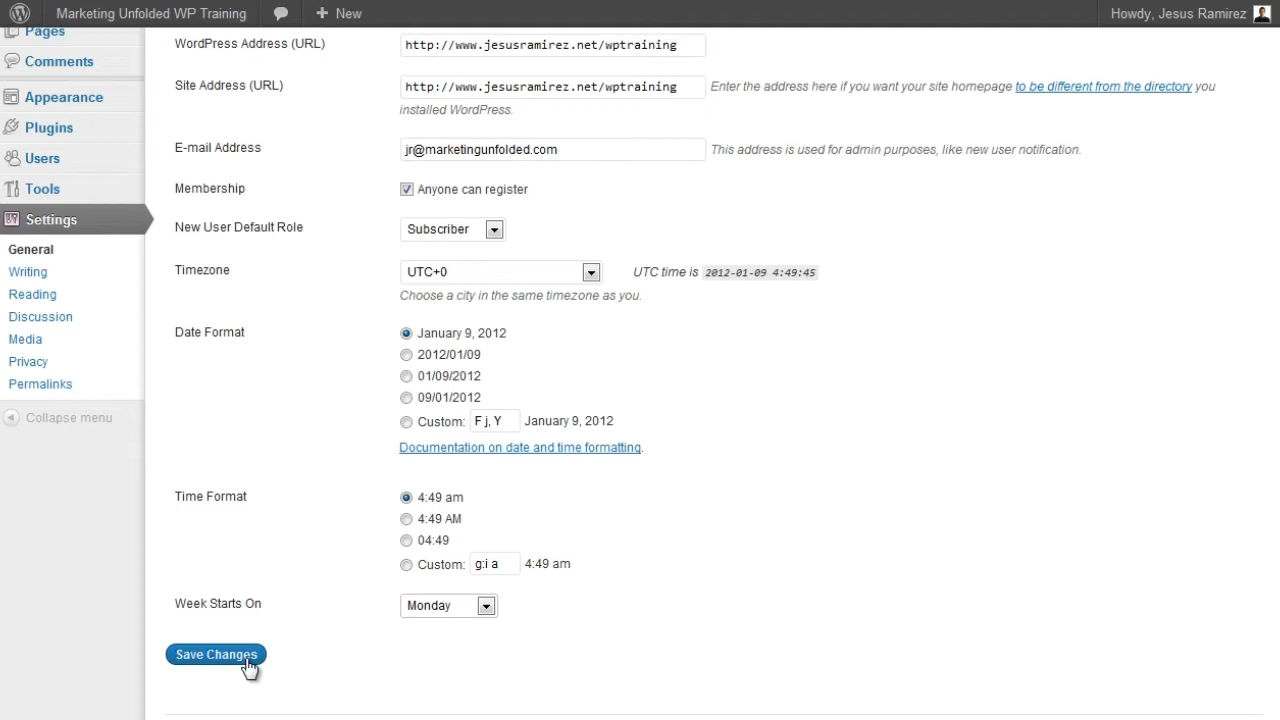 Marketing Unfolded WP Training
New
Howdy, Jesus Ramirez
Pages
Comments
Appearance
Plugins
Users
Tools
Settings
General
Writing
Reading
Discussion
Media
Privacy
Permalinks
Collapse menu
WordPress Address (URL)
http://www.jesusramirez.net/wptraining
Site Address (URL)
http://www.jesusramirez.net/wptraining
Enter the address here if you want your site homepage to be different from the directory you
installed WordPress.
E-mail Address
jr@marketingunfolded.com
This address is used for admin purposes, like new user notification.
Membership
Anyone can register
New User Default Role
Subscriber
Timezone
UTC+0
UTC time is 2012-01-09 4:49:45
Choose a city in the same timezone as you.
Date Format
January 9, 2012
2012/01/09
01/09/2012
09/01/2012
Custom: F j, Y January 9, 2012
Documentation on date and time formatting.
Time Format
4:49 am
4:49 AM
04:49
Custom: g:i a 4:49 am
Week Starts On
Monday
Save Changes